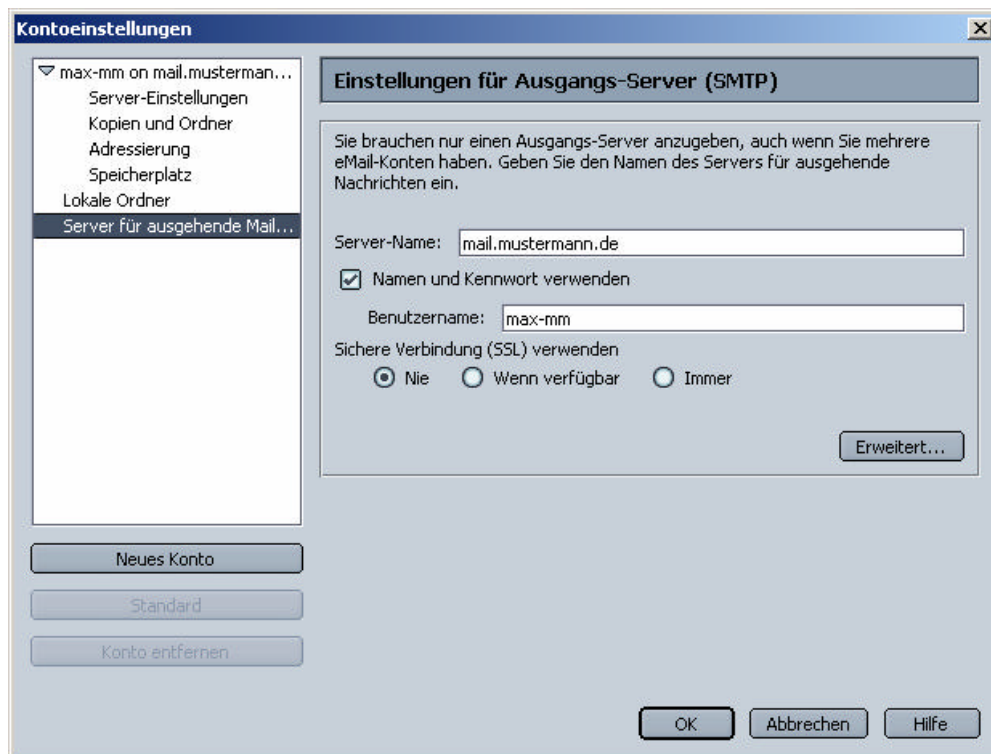 Kontoeinstellungen
max-mm on mail.musterman...
Server-Einstellungen
Kopien und Ordner
Adressierung
Speicherplatz
Lokale Ordner
Server für ausgehende Mail...
Neues Konto
Standard
Konto entfernen
Einstellungen für Ausgangs-Server (SMTP)
Sie brauchen nur einen Ausgangs-Server anzugeben, auch wenn Sie mehrere
eMail-Konten haben. Geben Sie den Namen des Servers für ausgehende
Nachrichten ein.
Server-Name: mail.mustermann.de
Namen und Kennwort verwenden
Benutzername: max-mm
Sichere Verbindung (SSL) verwenden
Nie Wenn verfügbar Immer
Erweitert...
OK Abbrechen Hilfe